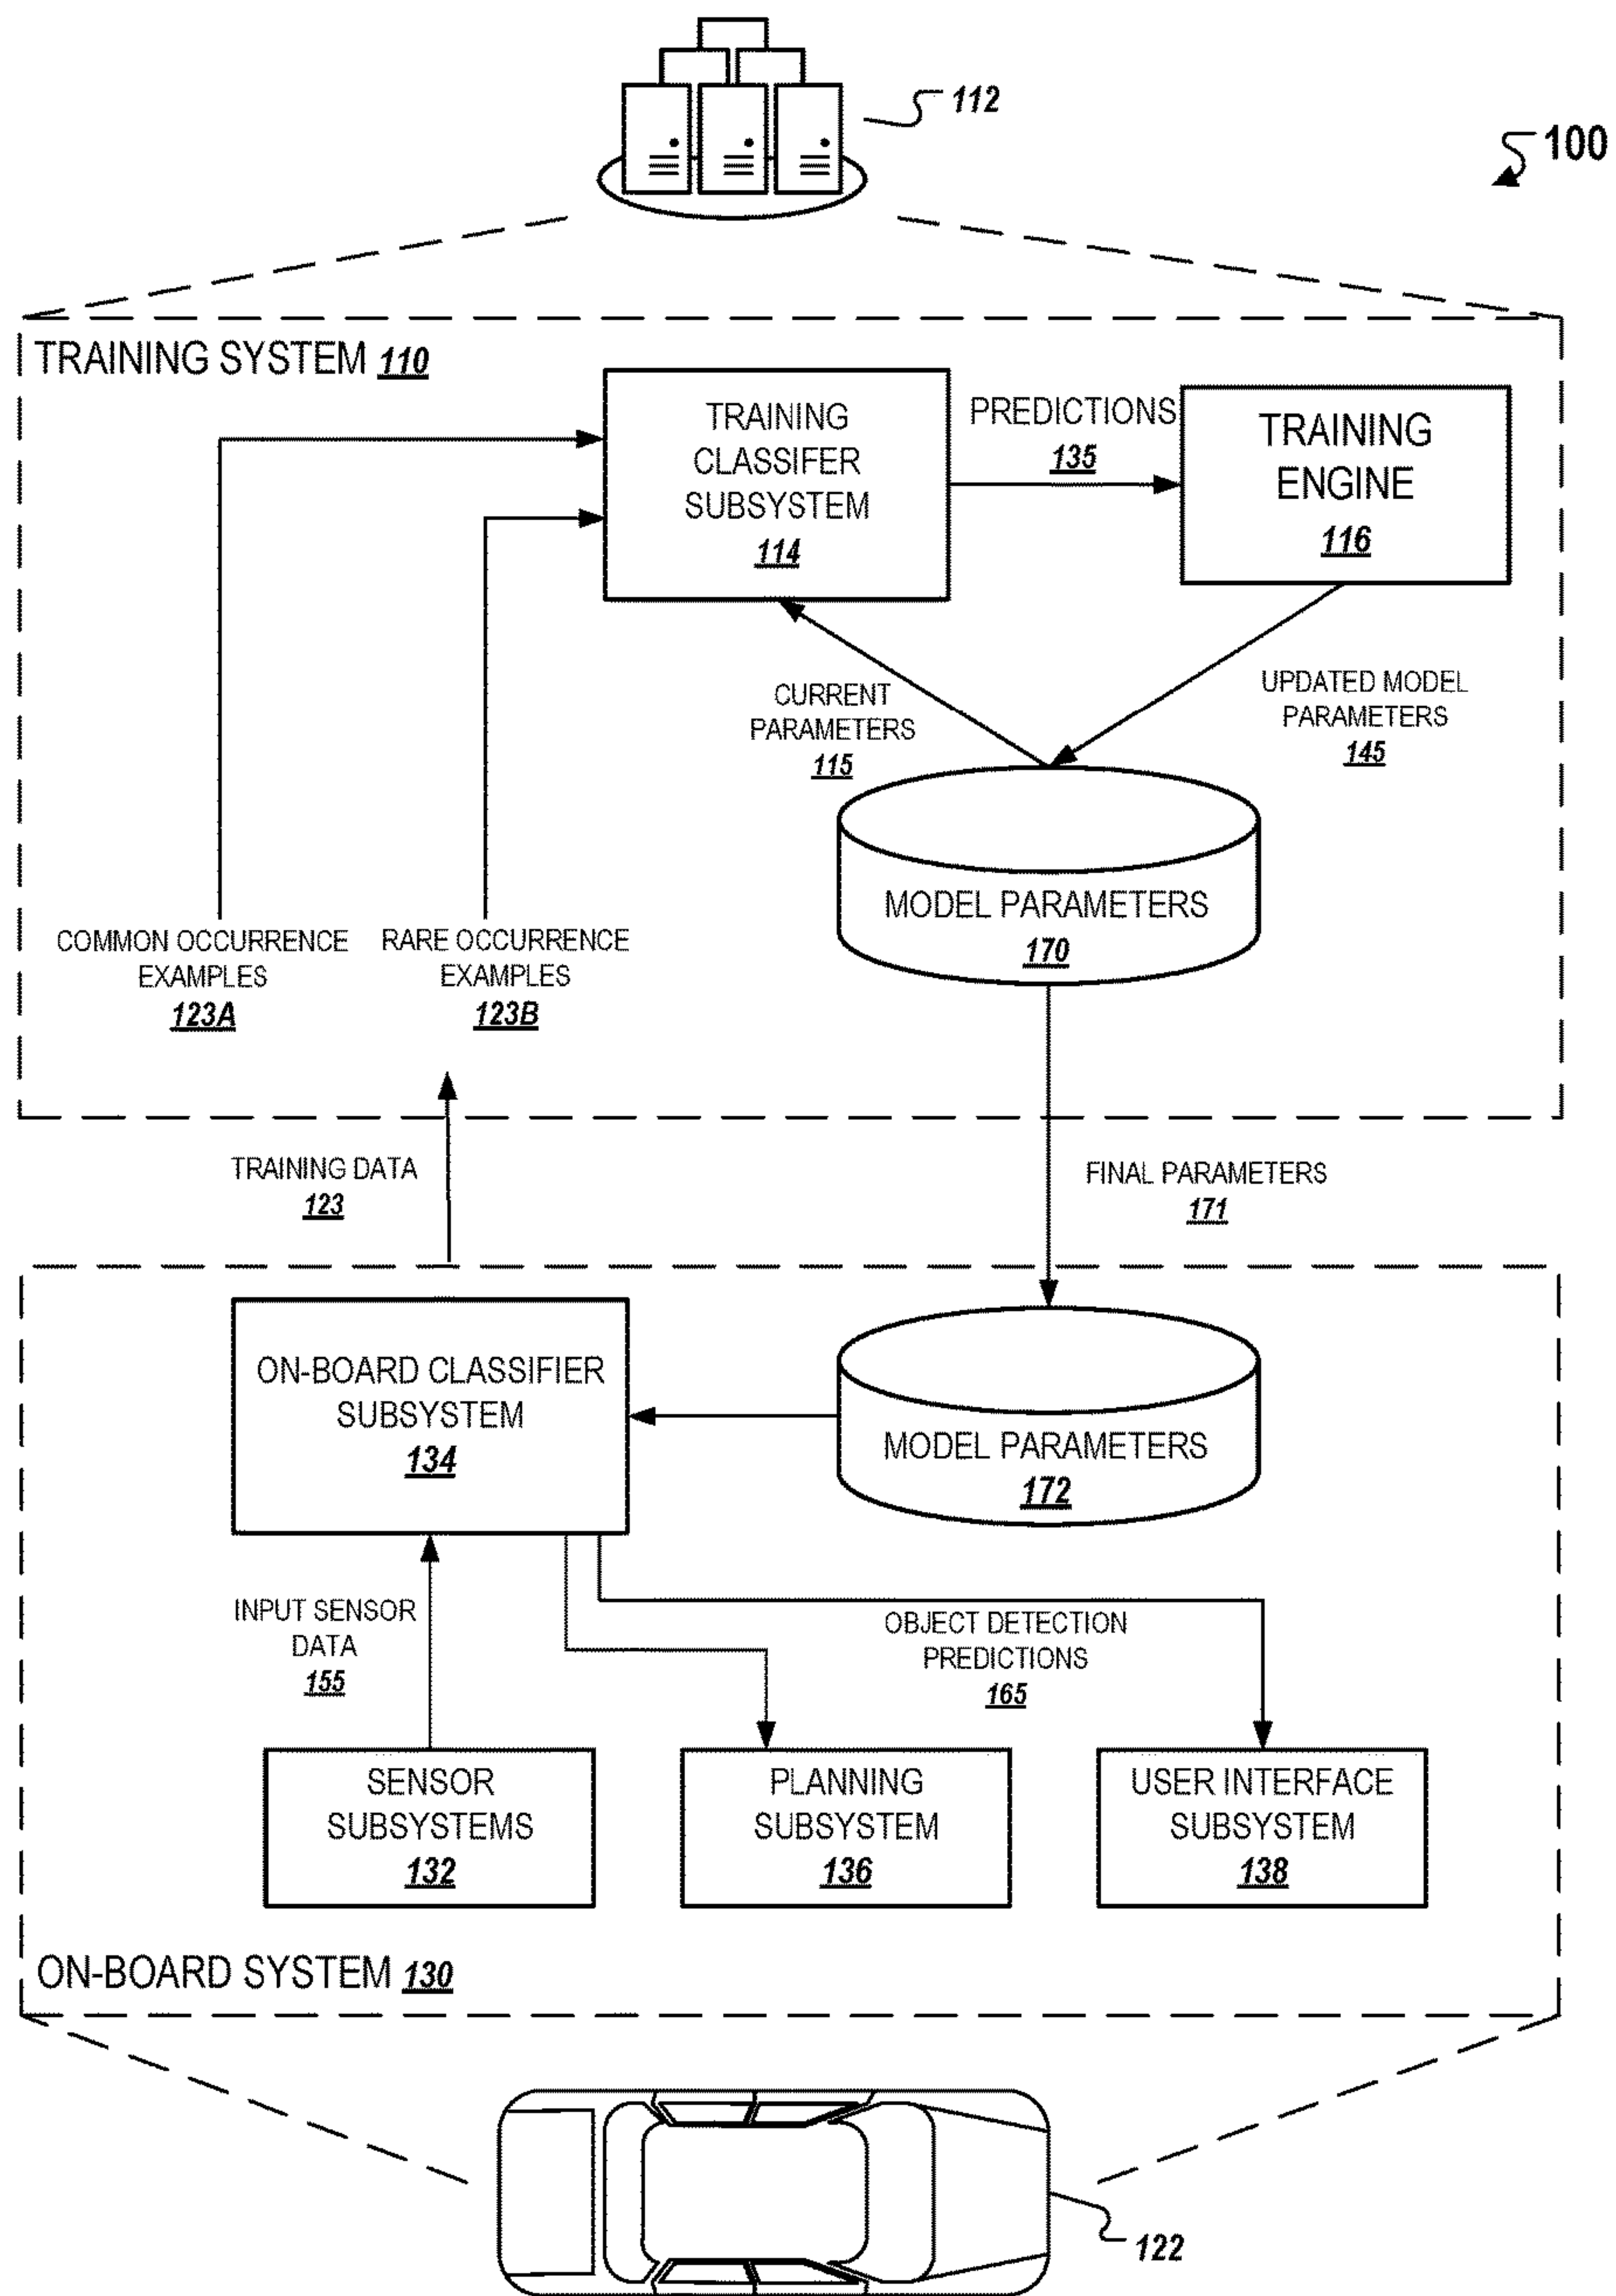 112
100
TRAINING SYSTEM 110
TRAINING
CLASSIFER
SUBSYSTEM
114
PREDICTIONS
135
TRAINING
ENGINE
116
CURRENT
PARAMETERS
115
UPDATED MODEL
PARAMETERS
145
MODEL PARAMETERS
170
COMMON OCCURRENCE
EXAMPLES
123A
RARE OCCURRENCE
EXAMPLES
123B
TRAINING DATA
123
FINAL PARAMETERS
171
ON-BOARD CLASSIFIER
SUBSYSTEM
134
MODEL PARAMETERS
172
INPUT SENSOR
DATA
155
OBJECT DETECTION
PREDICTIONS
165
SENSOR
SUBSYSTEMS
132
PLANNING
SUBSYSTEM
136
USER INTERFACE
SUBSYSTEM
138
ON-BOARD SYSTEM 130
122